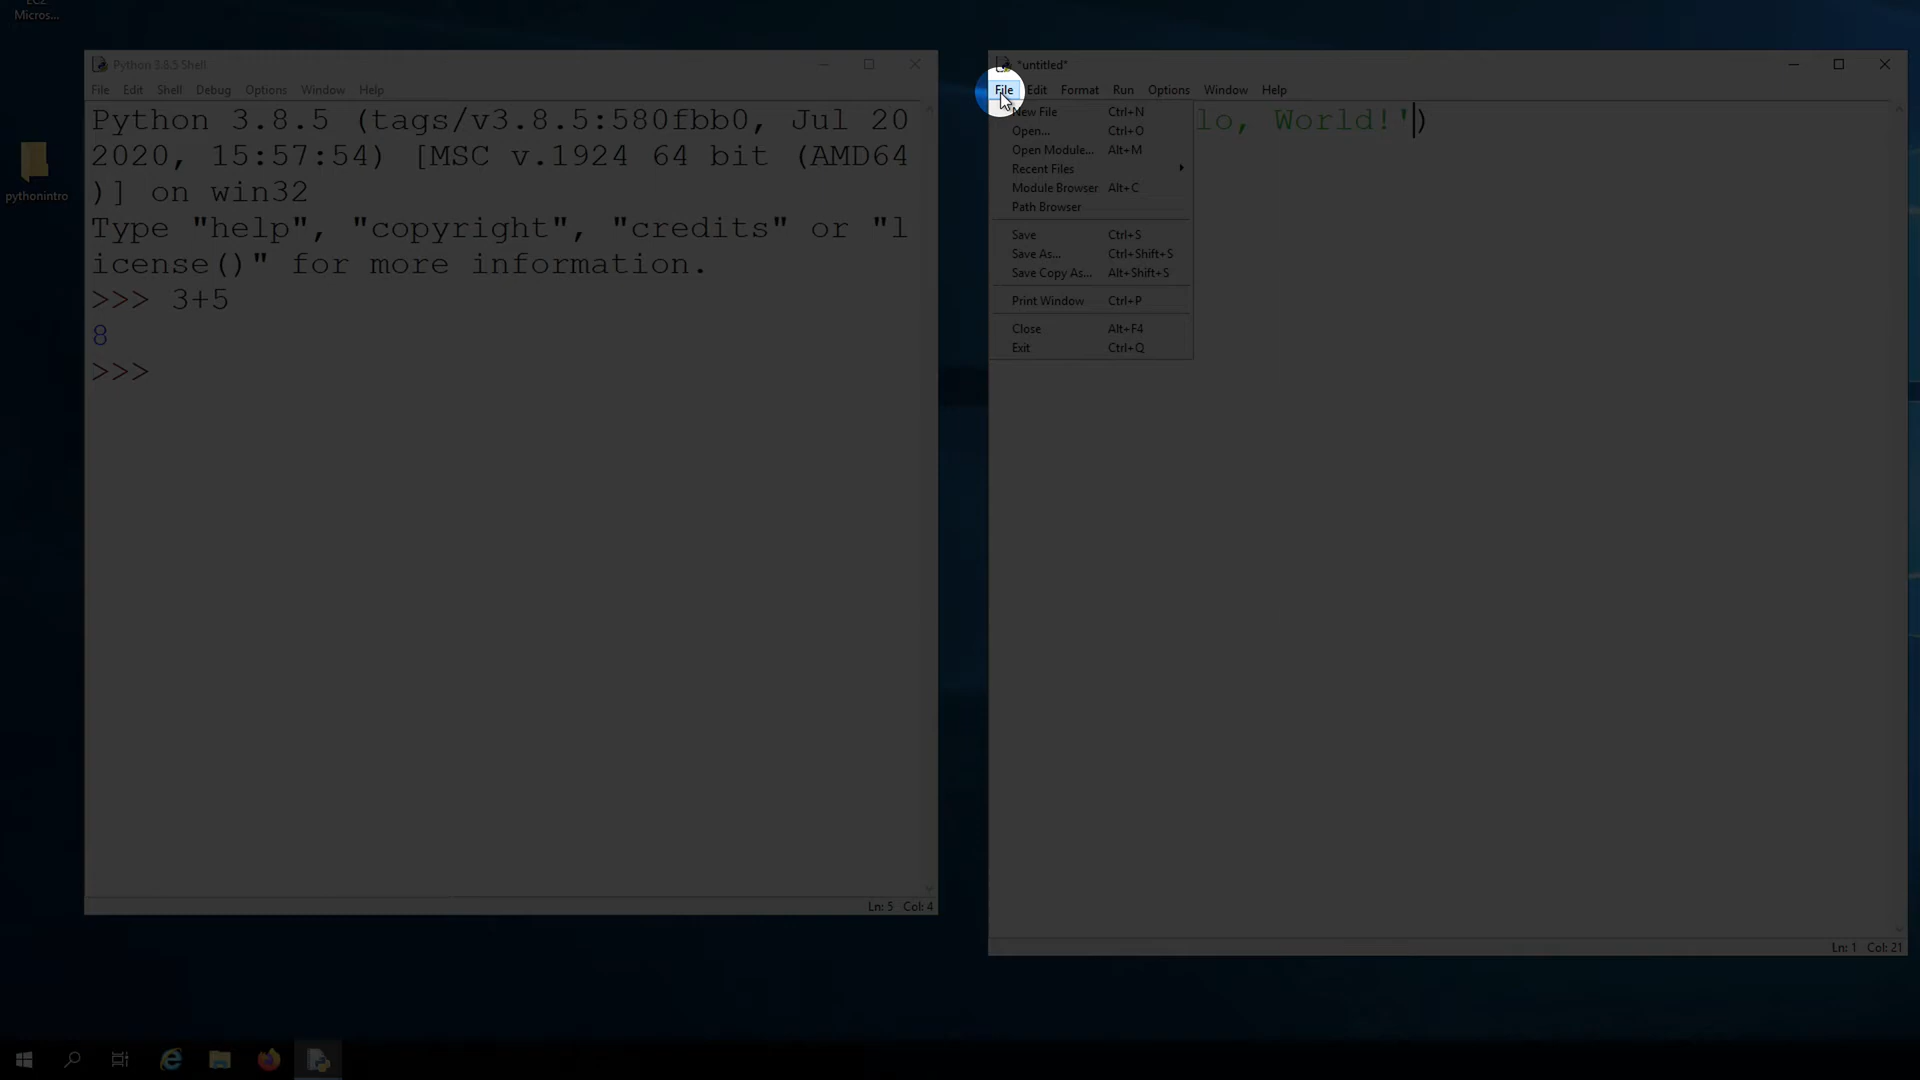 Micros...
pythonintro
Python 3.8.5 Shell
File Edit Shell Debug Options Window Help
Python 3.8.5 (tags/v3.8.5:580fbb0, Jul 20
2020, 15:57:54) [MSC v.1924 64 bit (AMD64
)] on win32
Type "help", "copyright", "credits" or "l
icense()" for more information.
>>> 3+5
8
>>>
Ln: 5 Col: 4
*untitled*
File Edit Format Run Options Window Help
lo, World!')
New File Ctrl+N
Open... Ctrl+O
Open Module... Alt+M
Recent Files
Module Browser Alt+C
Path Browser
Save Ctrl+S
Save As... Ctrl+Shift+S
Save Copy As... Alt+Shift+S
Print Window Ctrl+P
Close Alt+F4
Exit Ctrl+Q
Ln: 1 Col: 21